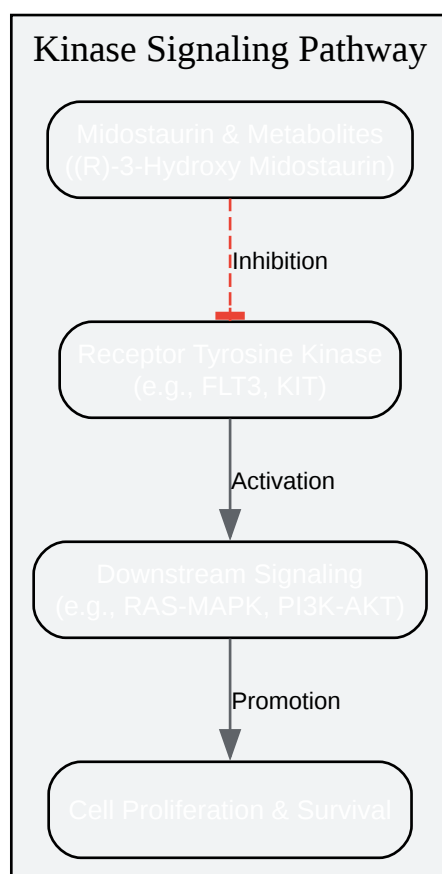 Kinase Signaling Pathway
Midostaurin & Metabolites
((R)-3-Hydroxy Midostaurin)
Inhibition
Receptor Tyrosine Kinase
(e.g., FLT3, KIT)
Activation
Downstream Signaling
(e.g., RAS-MAPK, PI3K-AKT)
Promotion
Cell Proliferation & Survival